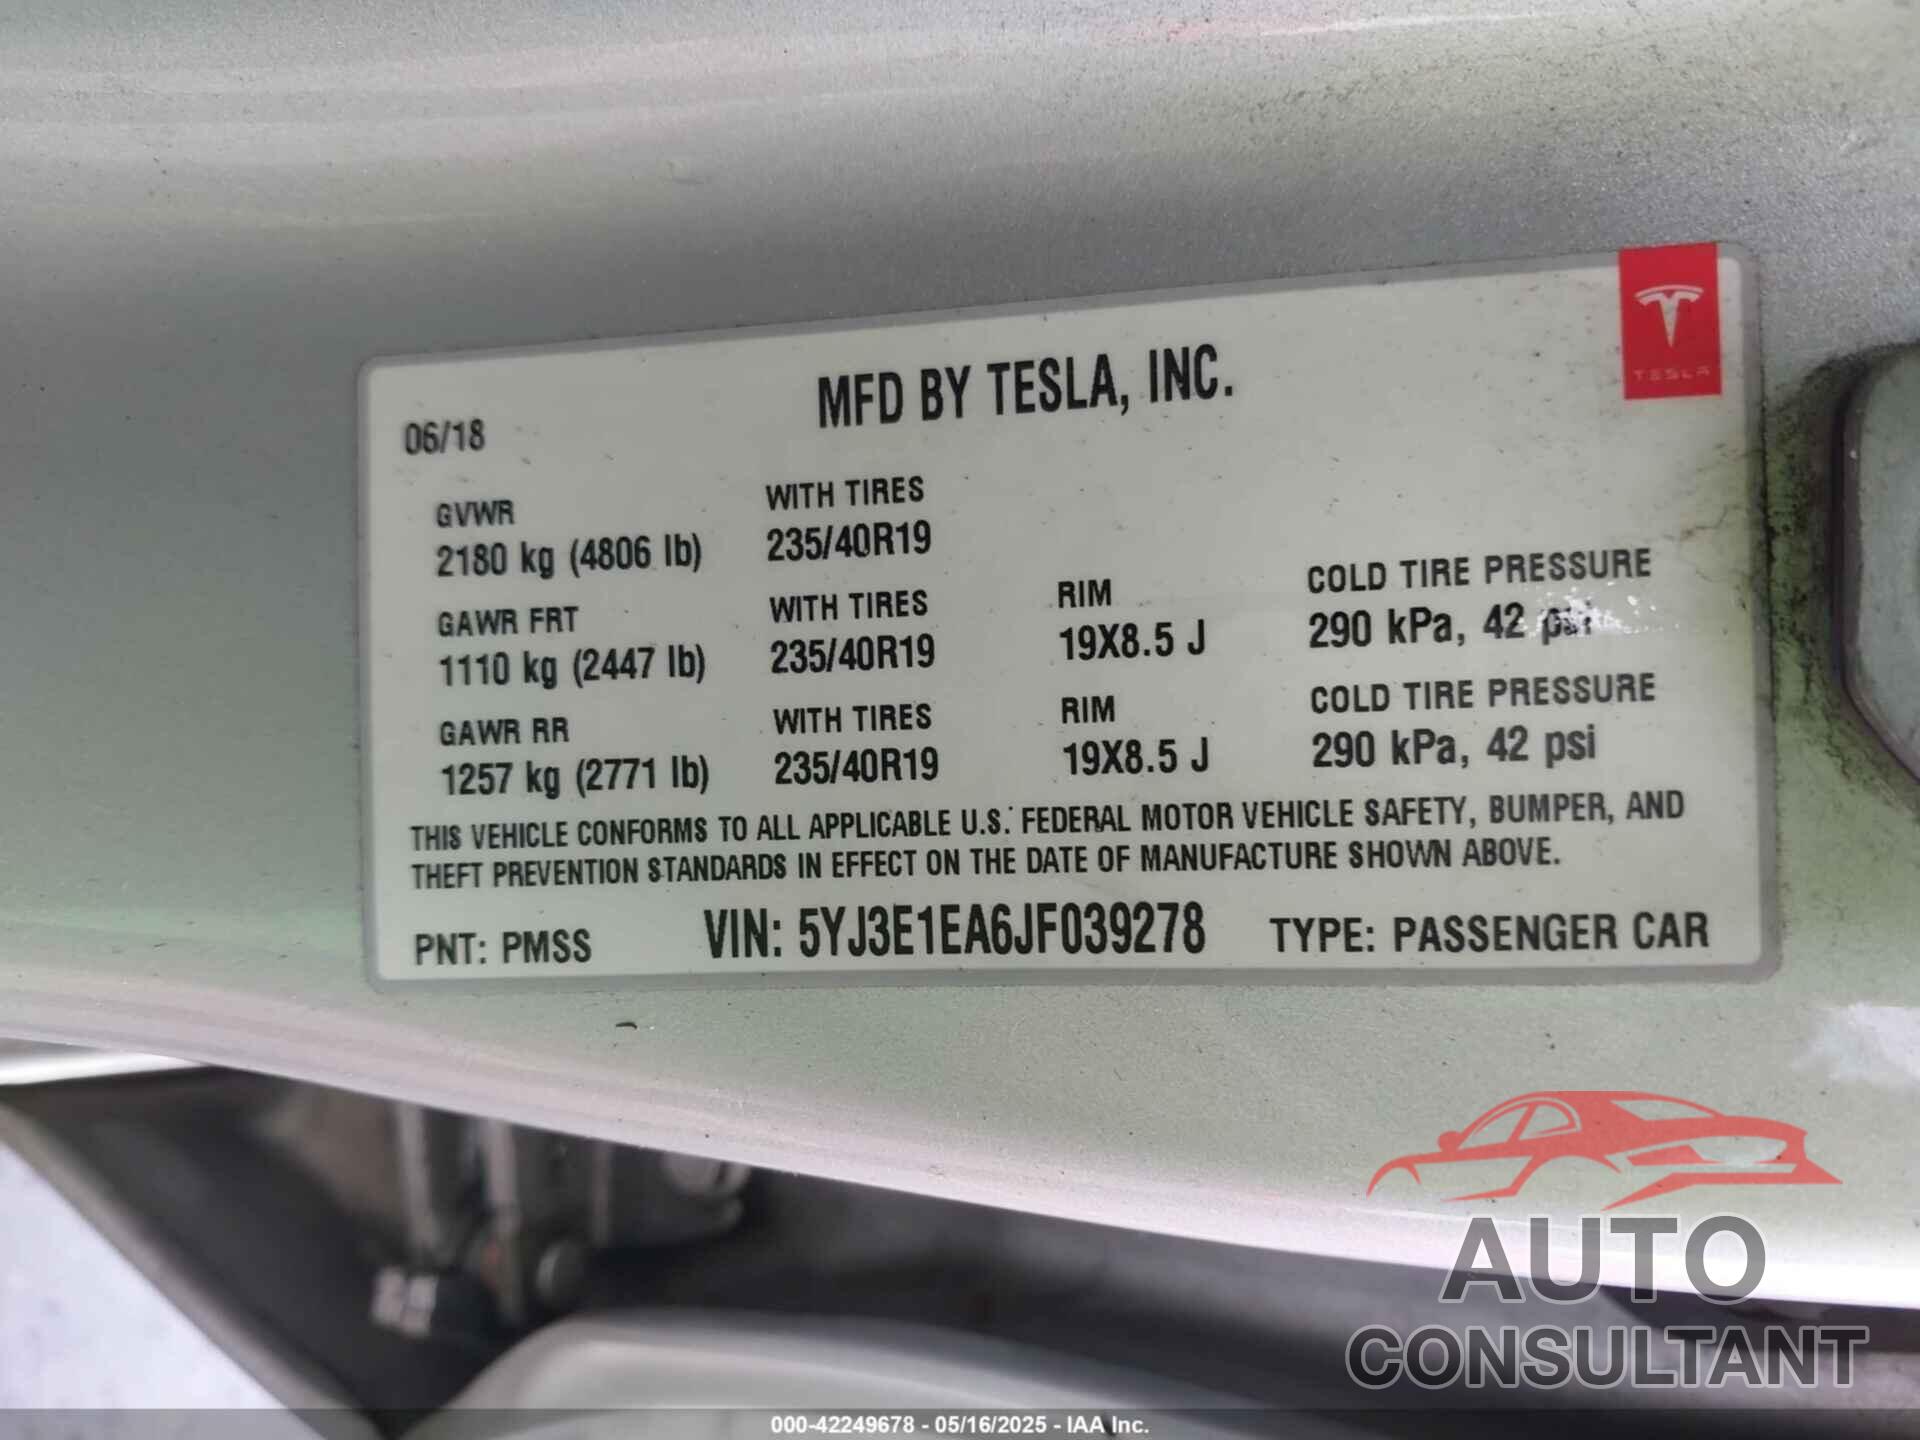 MFD BY TESLA, INC.
TESLA
06/18
GVWR
2180 kg (4806 lb)
WITH TIRES
235/40R19
GAWR FRT
1110 kg (2447 lb)
WITH TIRES
235/40R19
RIM
19X8.5 J
COLD TIRE PRESSURE
290 kPa, 42 psi
GAWR RR
1257 kg (2771 lb)
WITH TIRES
235/40R19
RIM
19X8.5 J
COLD TIRE PRESSURE
290 kPa, 42 psi
THIS VEHICLE CONFORMS TO ALL APPLICABLE U.S. FEDERAL MOTOR VEHICLE SAFETY, BUMPER, AND
THEFT PREVENTION STANDARDS IN EFFECT ON THE DATE OF MANUFACTURE SHOWN ABOVE.
PNT: PMSS VIN: 5YJ3E1EA6JF039278 TYPE: PASSENGER CAR
AUTO
CONSULTANT
000-42249678 - 05/16/2025 - IAA Inc.